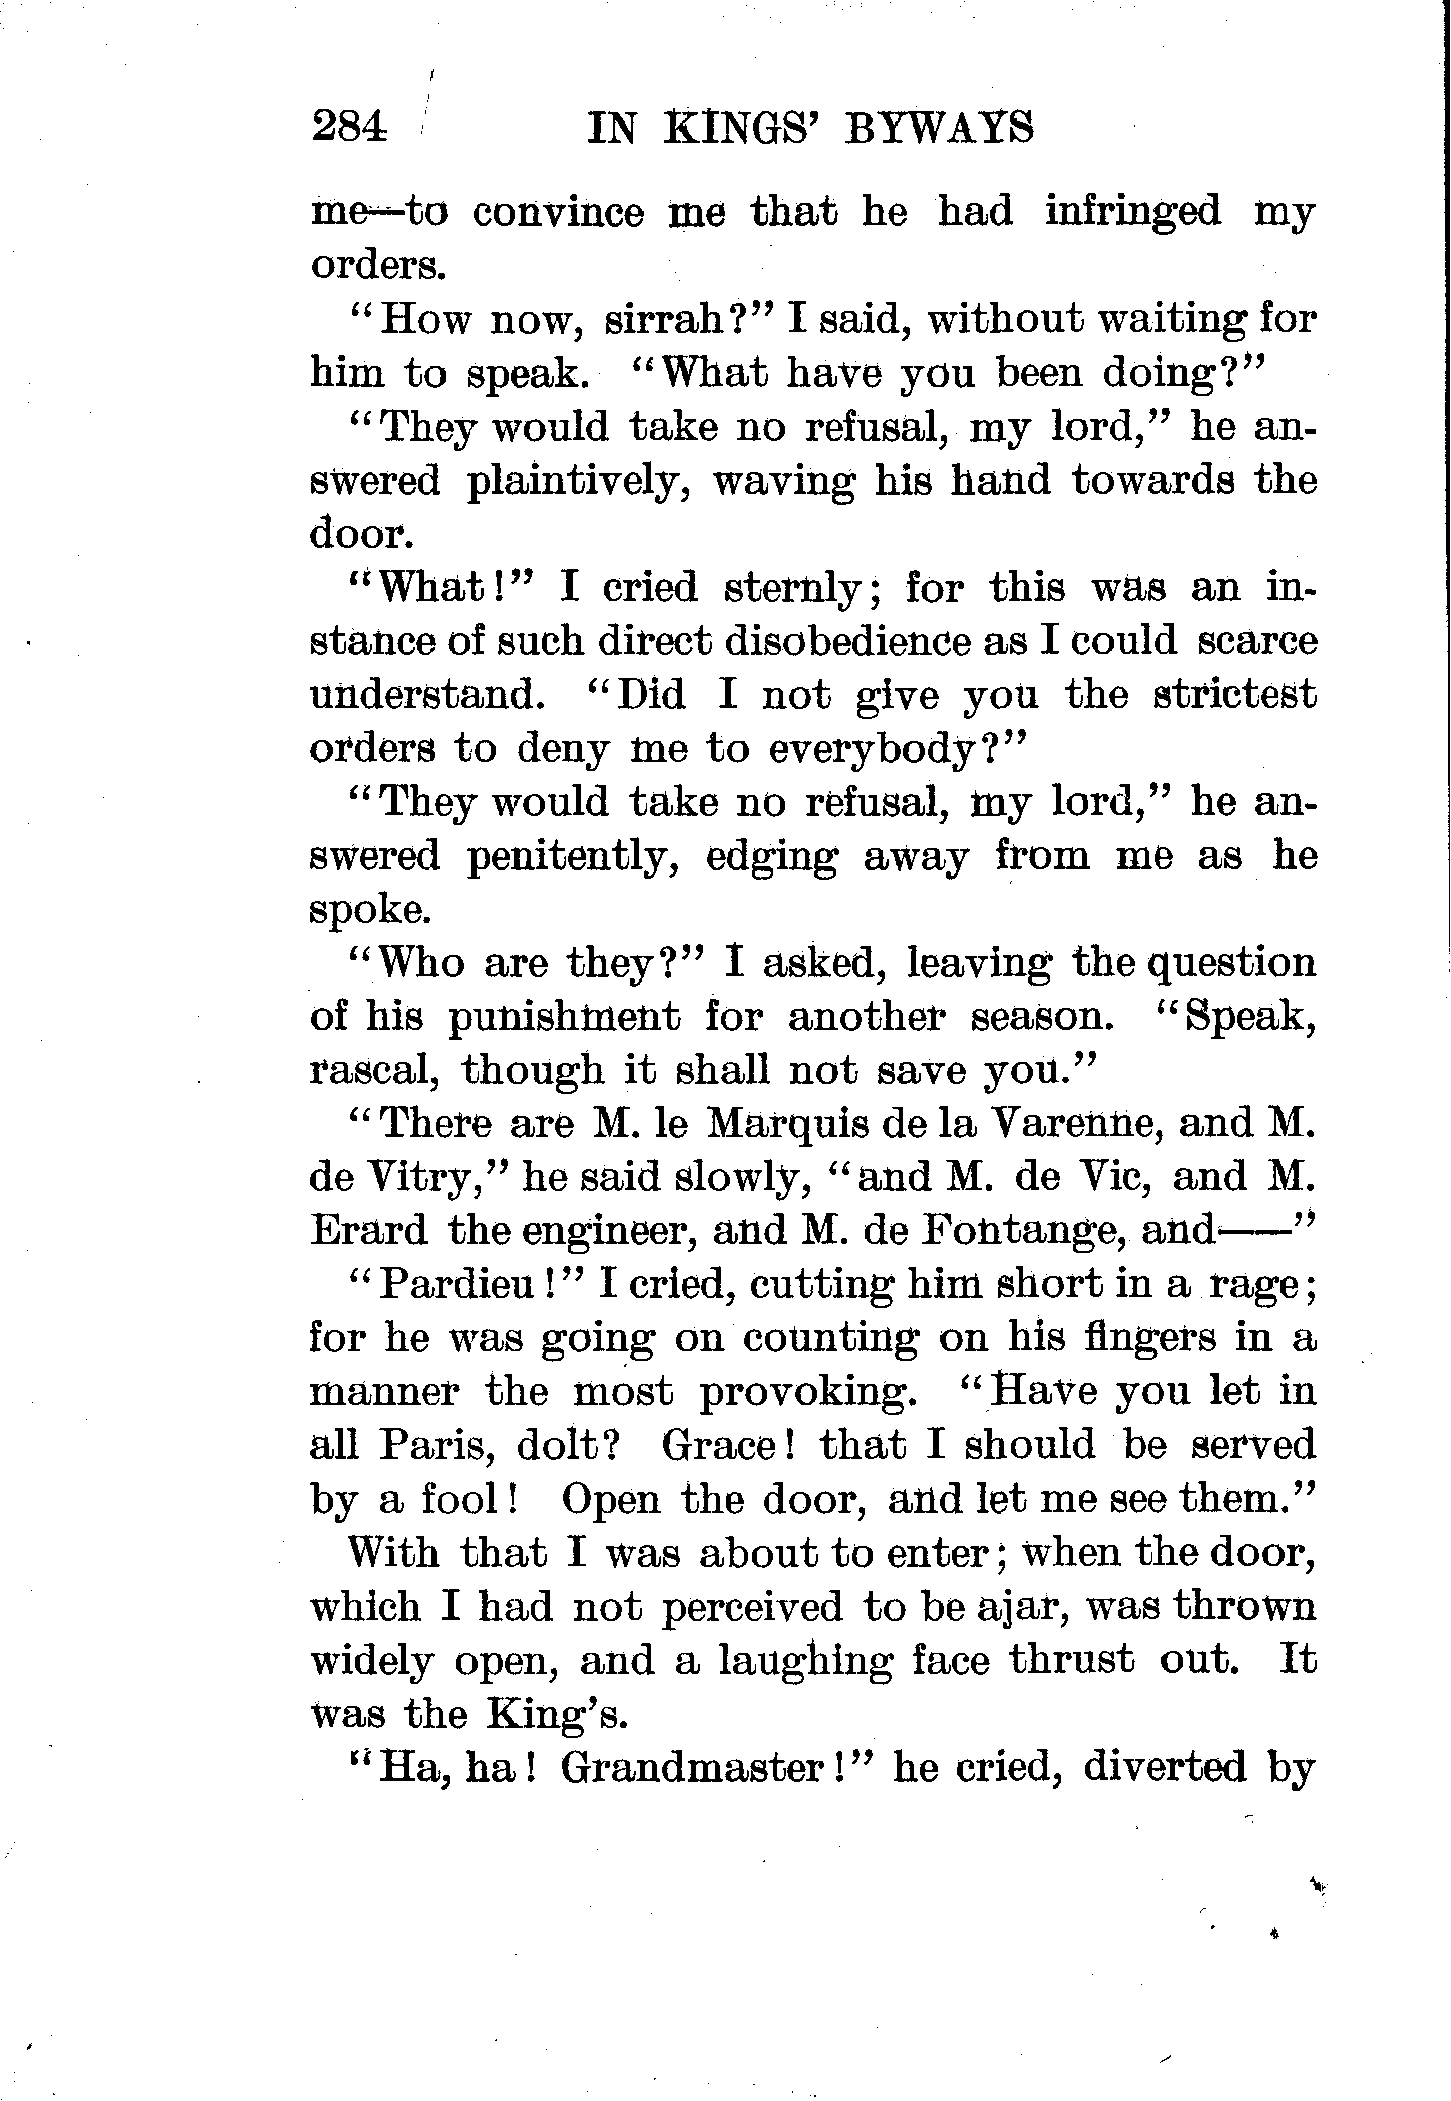 284 IN KINGS' BYWAYS
me—to convince me that he had infringed my
orders.
"How now, sirrah?" I said, without waiting for
him to speak. "What have you been doing?"
"They would take no refusal, my lord," he an-
swered plaintively, waving his hand towards the
door.
"What!" I cried sternly; for this was an in-
stance of such direct disobedience as I could scarce
understand. "Did I not give you the strictest
orders to deny me to everybody?"
"They would take no refusal, my lord," he an-
swered penitently, edging away from me as he
spoke.
"Who are they?" I asked, leaving the question
of his punishment for another season. "Speak,
rascal, though it shall not save you."
"There are M. le Marquis de la Varenne, and M.
de Vitry," he said slowly, "and M. de Vic, and M.
Erard the engineer, and M. de Fontange, and——"
"Pardieu!" I cried, cutting him short in a rage;
for he was going on counting on his fingers in a
manner the most provoking. "Have you let in
all Paris, dolt? Grace! that I should be served
by a fool! Open the door, and let me see them."
With that I was about to enter; when the door,
which I had not perceived to be ajar, was thrown
widely open, and a laughing face thrust out. It
was the King's.
"Ha, ha! Grandmaster!" he cried, diverted by